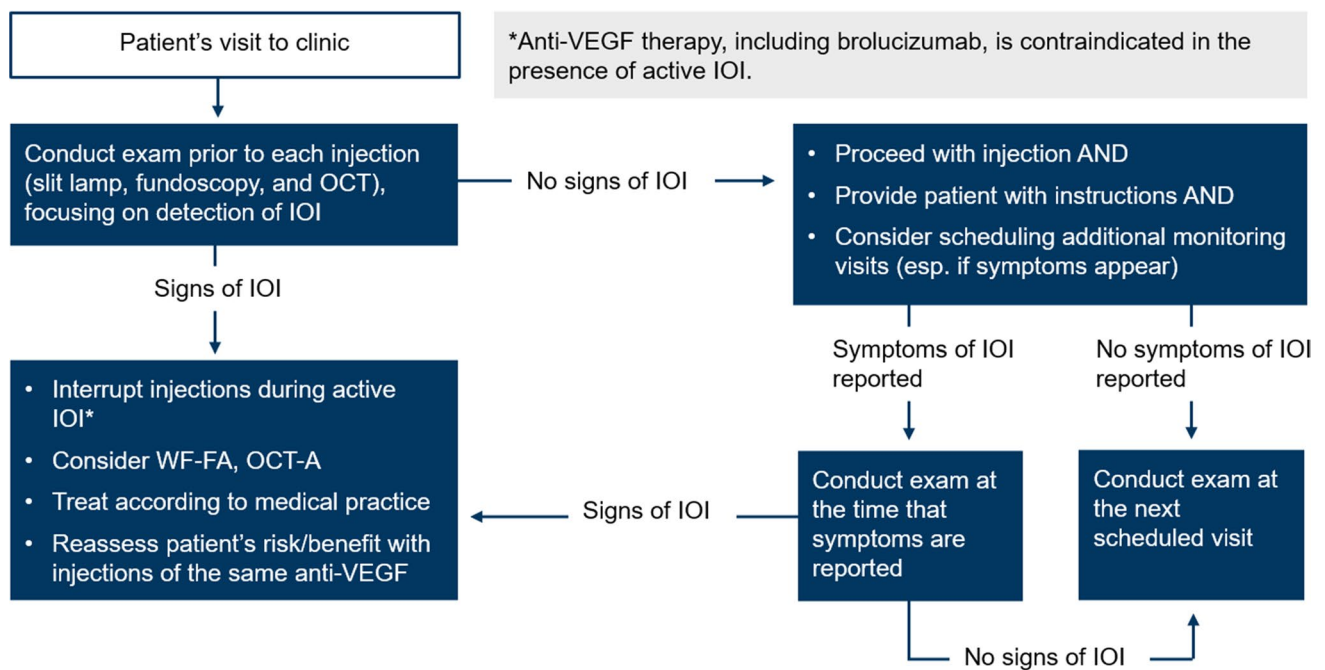 Patient's visit to clinic
*Anti-VEGF therapy, including brolucizumab, is contraindicated in the
presence of active IOI.
Conduct exam prior to each injection
(slit lamp, fundoscopy, and OCT),
focusing on detection of IOI
No signs of IOI
• Proceed with injection AND
• Provide patient with instructions AND
• Consider scheduling additional monitoring
visits (esp. if symptoms appear)
Signs of IOI
Symptoms of IOI
reported
No symptoms of IOI
reported
• Interrupt injections during active
IOI*
• Consider WF-FA, OCT-A
• Treat according to medical practice
• Reassess patient's risk/benefit with
injections of the same anti-VEGF
Signs of IOI
Conduct exam at
the time that
symptoms are
reported
Conduct exam at
the next
scheduled visit
No signs of IOI